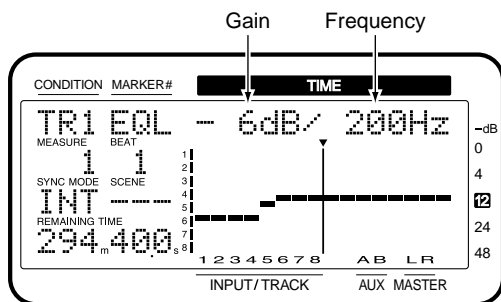 Gain Frequency
CONDITION MARKER# TIME
TR1 EQL - 6dB/ 200Hz
-dB
MEASURE BEAT
0
1 1
4
SYNC MODE SCENE
INT ---
12
REMAINING TIME
24
294m40.0s
48
1
2
3
4
5
6
7
8
1 2 3 4 5 6 7 8 A B L R
INPUT/TRACK AUX MASTER